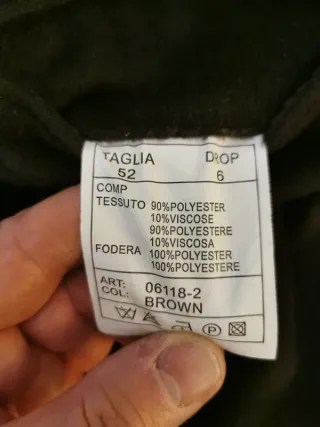 TAGLIA DROP
52 6
COMP
TESSUTO 90%POLYESTER
10%VISCOSE
90%POLYESTERE
10%VISCOSA
FODERA 100%POLYESTER
100%POLYESTERE
ART: 06118-2
COL: BROWN
P